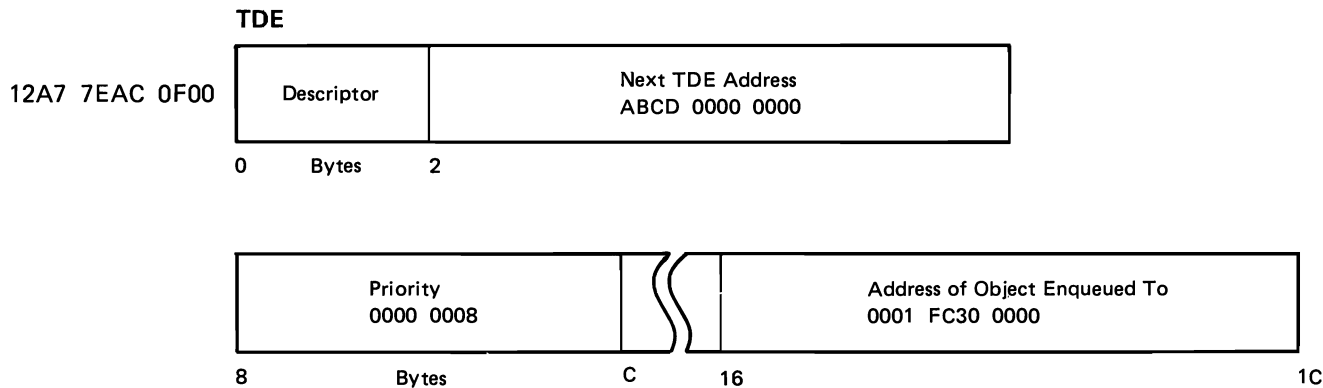 TDE
12A7 7EAC 0F00
Descriptor
Next TDE Address
ABCD 0000 0000
0 Bytes 2
Priority
0000 0008
Address of Object Enqueued To
0001 FC30 0000
8 Bytes C 16 1C